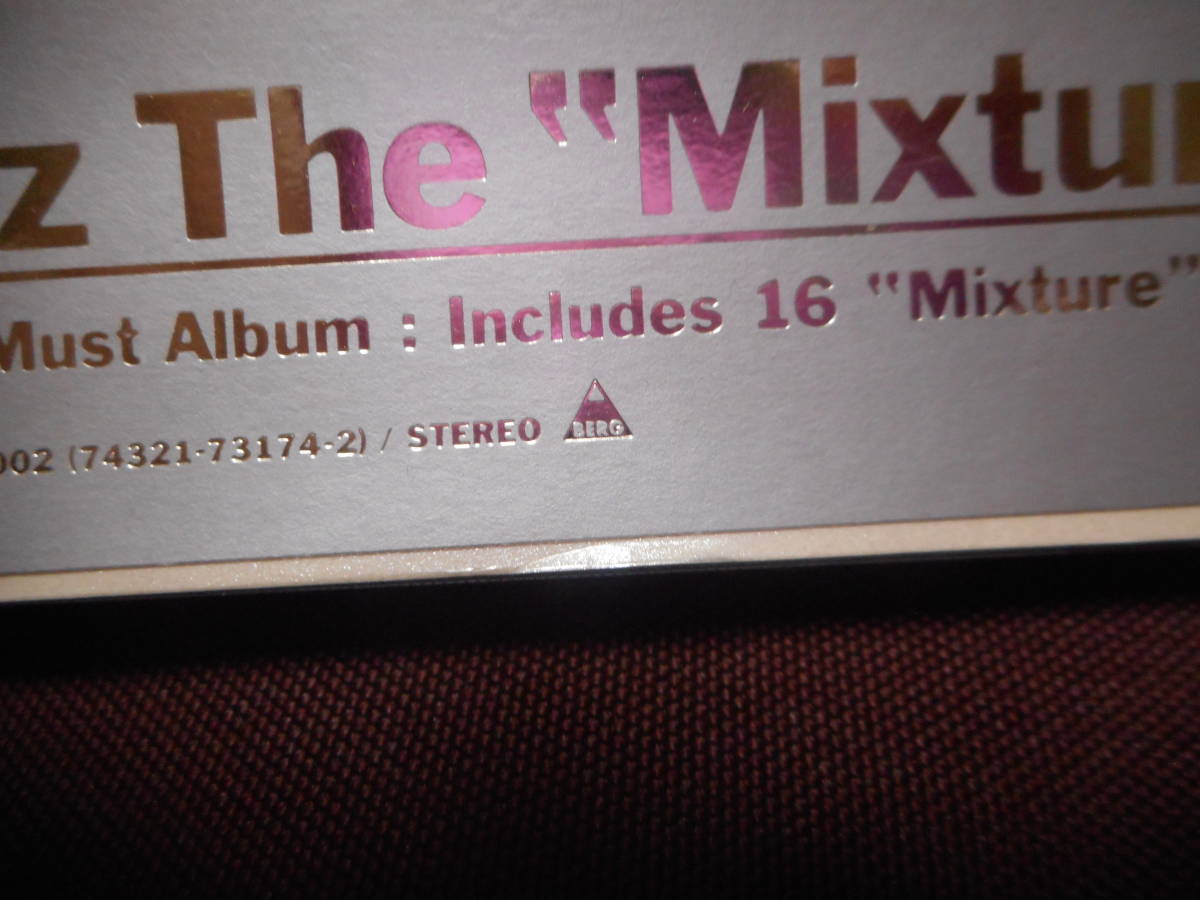 z The "Mixtur
Must Album : Includes 16 "Mixture"
002 (74321-73174-2) / STEREO BERG